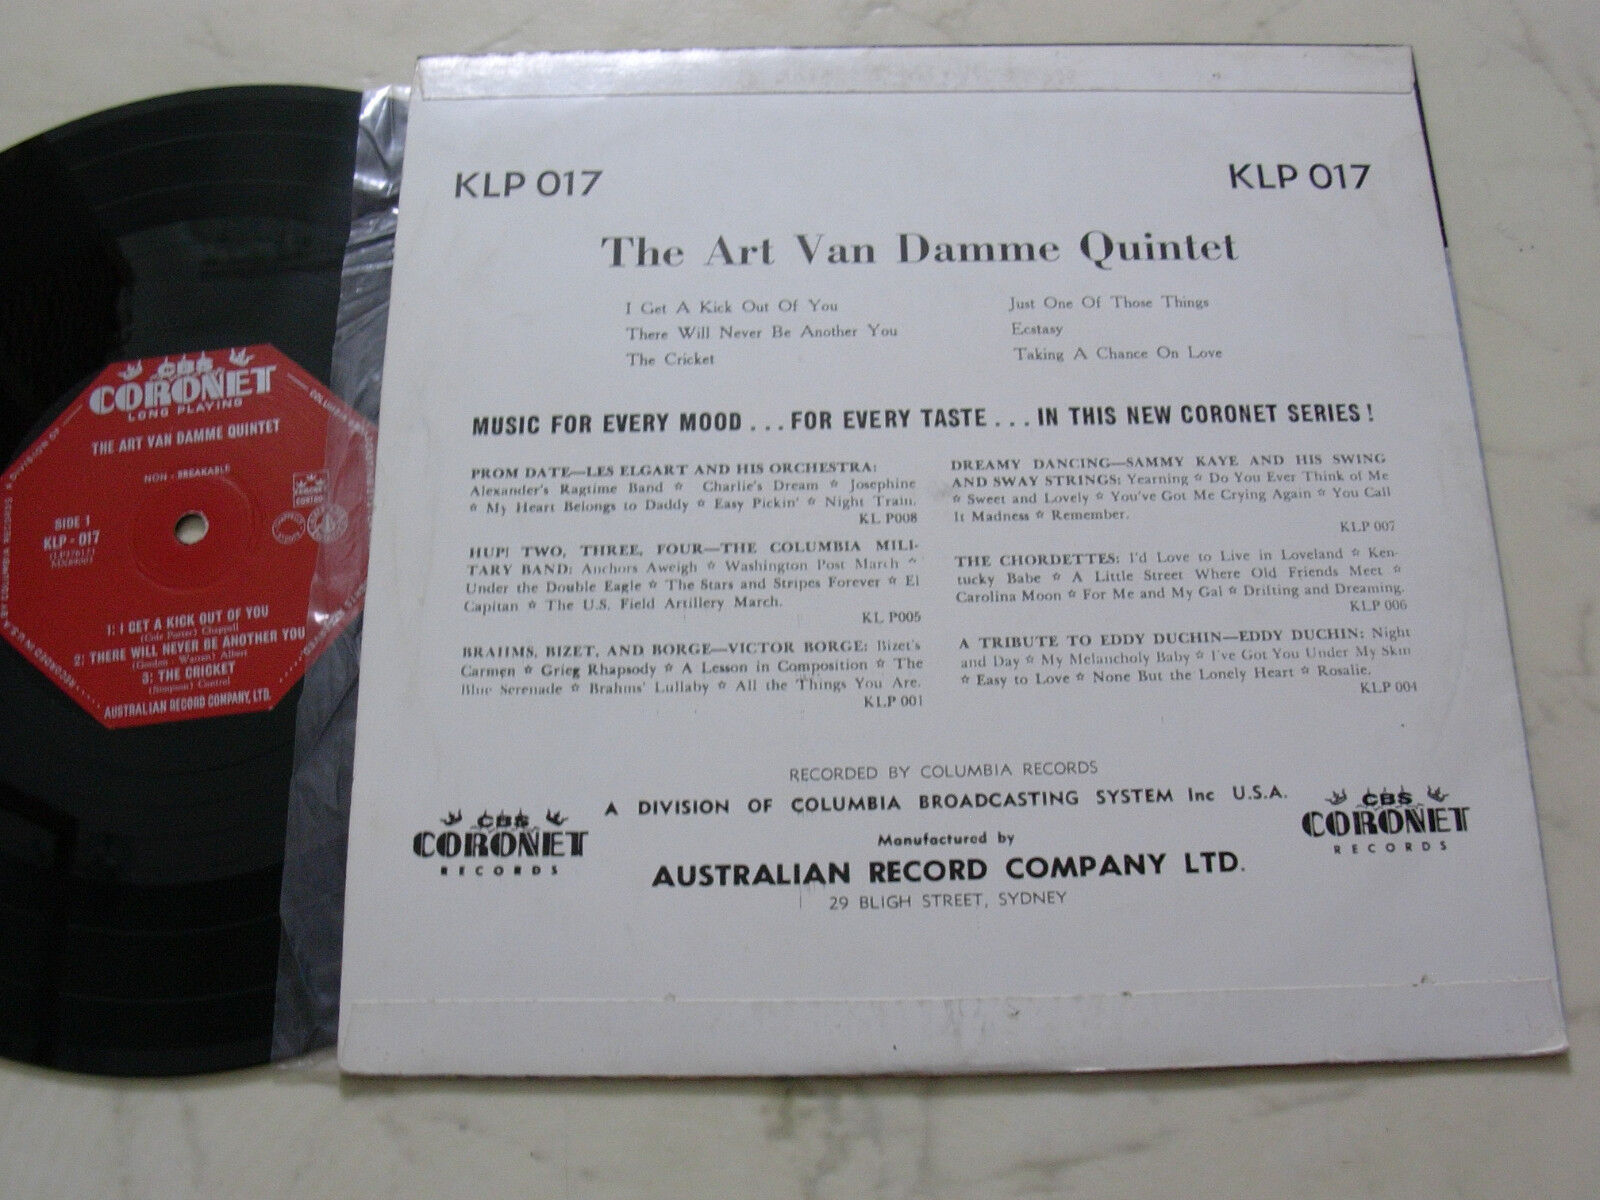 KLP 017
KLP 017
The Art Van Damme Quintet
I Get A Kick Out Of You
There Will Never Be Another You
The Cricket
Just One Of Those Things
Ecstasy
Taking A Chance On Love
MUSIC FOR EVERY MOOD . . . FOR EVERY TASTE . . . IN THIS NEW CORONET SERIES !
PROM DATE—LES ELGART AND HIS ORCHESTRA:
Alexander's Ragtime Band ☆ Charlie's Dream ☆ Josephine
☆ My Heart Belongs to Daddy ☆ Easy Pickin' ☆ Night Train.
KL P008
HUP! TWO, THREE, FOUR—THE COLUMBIA MILI-
TARY BAND: Anchors Aweigh ☆ Washington Post March ☆
Under the Double Eagle ☆ The Stars and Stripes Forever ☆ El
Capitan ☆ The U.S. Field Artillery March.
KL P005
BRAHMS, BIZET, AND BORGE—VICTOR BORGE: Bizet's
Carmen ☆ Grieg Rhapsody ☆ A Lesson in Composition ☆ The
Blue Serenade ☆ Brahms' Lullaby ☆ All the Things You Are.
KLP 001
DREAMY DANCING—SAMMY KAYE AND HIS SWING
AND SWAY STRINGS: Yearning ☆ Do You Ever Think of Me
☆ Sweet and Lovely ☆ You've Got Me Crying Again ☆ You Call
It Madness ☆ Remember.
KLP 007
THE CHORDETTES: I'd Love to Live in Loveland ☆ Ken-
tucky Babe ☆ A Little Street Where Old Friends Meet ☆
Carolina Moon ☆ For Me and My Gal ☆ Drifting and Dreaming.
KLP 006
A TRIBUTE TO EDDY DUCHIN—EDDY DUCHIN: Night
and Day ☆ My Melancholy Baby ☆ I've Got You Under My Skin
☆ Easy to Love ☆ None But the Lonely Heart ☆ Rosalie.
KLP 004
RECORDED BY COLUMBIA RECORDS
A DIVISION OF COLUMBIA BROADCASTING SYSTEM Inc U.S.A.
Manufactured by
AUSTRALIAN RECORD COMPANY LTD.
29 BLIGH STREET, SYDNEY
CBS
CORONET
RECORDS
CBS
CORONET
RECORDS
CBS
CORONET
LONG PLAYING
THE ART VAN DAMME QUINTET
NON - BREAKABLE
SIDE 1
KLP - 017
1: I GET A KICK OUT OF YOU
(Cole Porter) Chappell
2: THERE WILL NEVER BE ANOTHER YOU
(Gordon - Warren) Albert
3: THE CRICKET
(Simpson) Control
AUSTRALIAN RECORD COMPANY, LTD.